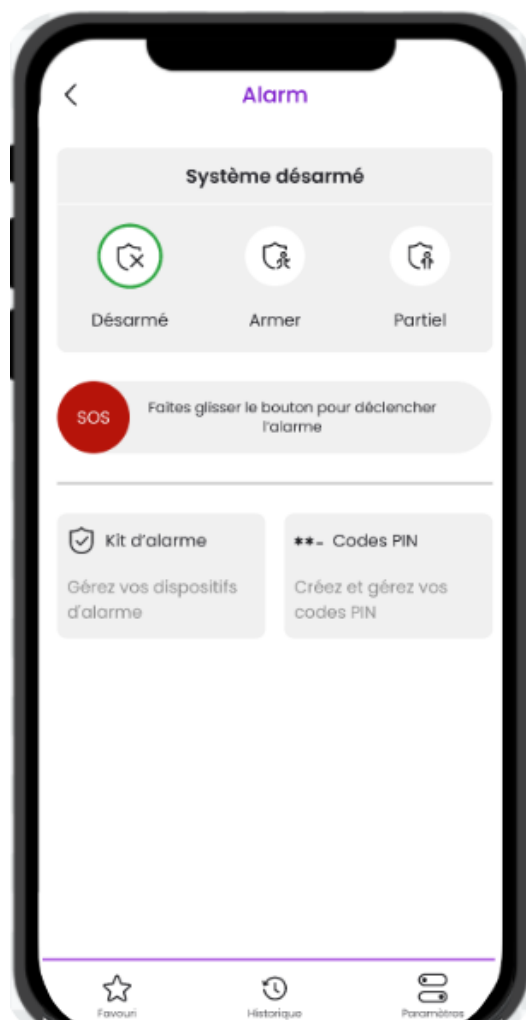 Alarm
Système désarmé
Désarmé Armer Partiel
SOS
Faites glisser le bouton pour déclencher
l'alarme
Kit d'alarme
Gérez vos dispositifs
d'alarme
**_ Codes PIN
Créez et gérez vos
codes PIN
Favouri Historique Paramètres